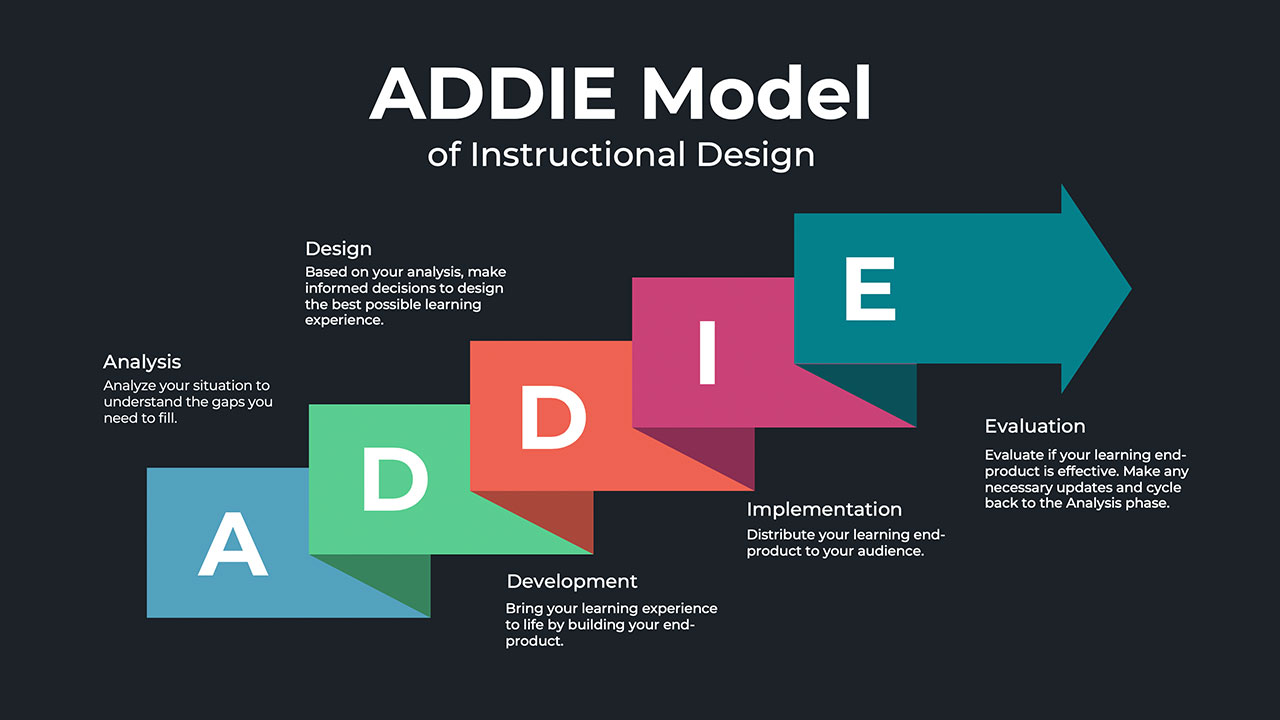 ADDIE Model
of Instructional Design
Analysis
Analyze your situation to
understand the gaps you
need to fill.
Design
Based on your analysis, make
informed decisions to design
the best possible learning
experience.
A
D
D
I
E
Development
Bring your learning experience
to life by building your end-
product.
Implementation
Distribute your learning end-
product to your audience.
Evaluation
Evaluate if your learning end-
product is effective. Make any
necessary updates and cycle
back to the Analysis phase.